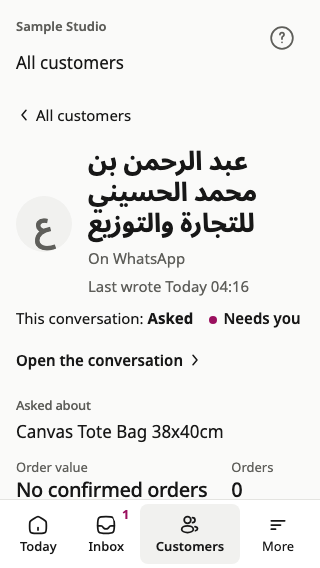 Sample Studio
All customers
All customers
عبد الرحمن بن
محمد الحسيني
للتجارة والتوزيع
ع
On WhatsApp
Last wrote Today 04:16
This conversation: Asked Needs you
Open the conversation
Asked about
Canvas Tote Bag 38x40cm
Order value Orders
No confirmed orders 0
1
Today Inbox Customers More